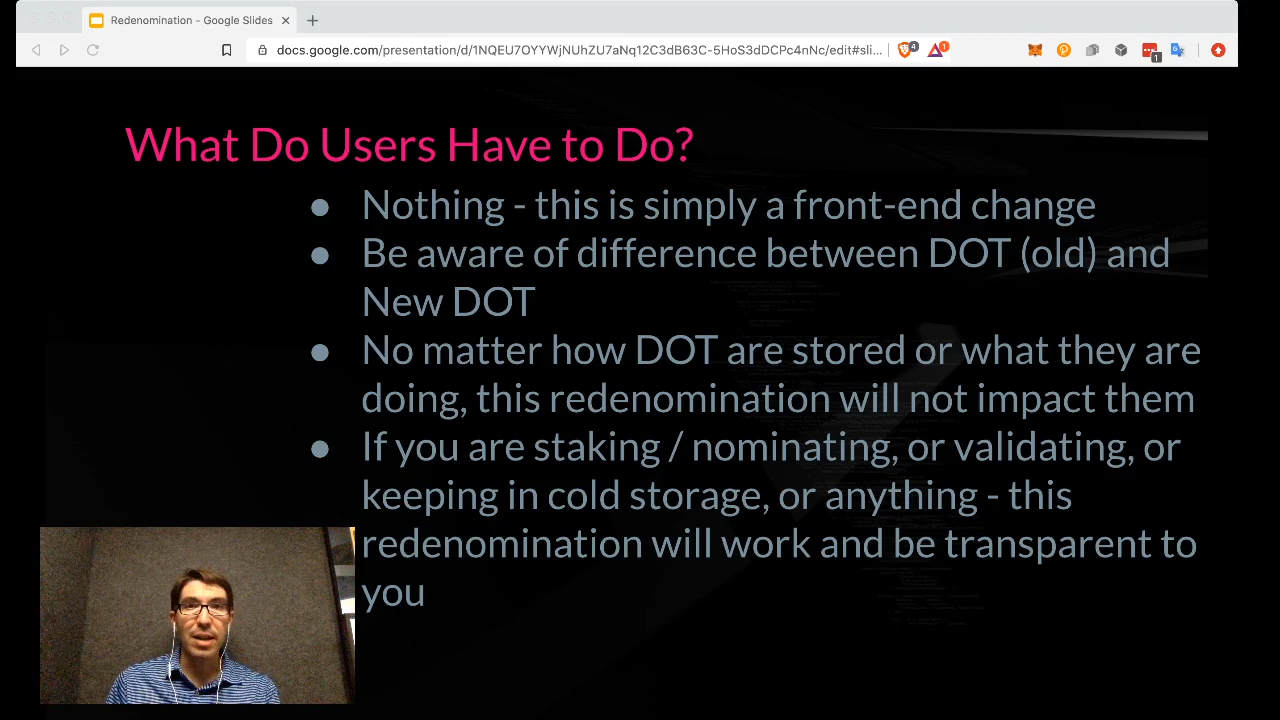 Redenomination - Google Slides
docs.google.com/presentation/d/1NQEU7OYYWjNUhZU7aNq12C3dB63C-5HoS3dDCPc4nNc/edit#sli...
4
1
1
What Do Users Have to Do?
● Nothing - this is simply a front-end change
● Be aware of difference between DOT (old) and
New DOT
● No matter how DOT are stored or what they are
doing, this redenomination will not impact them
● If you are staking / nominating, or validating, or
keeping in cold storage, or anything - this
redenomination will work and be transparent to
you